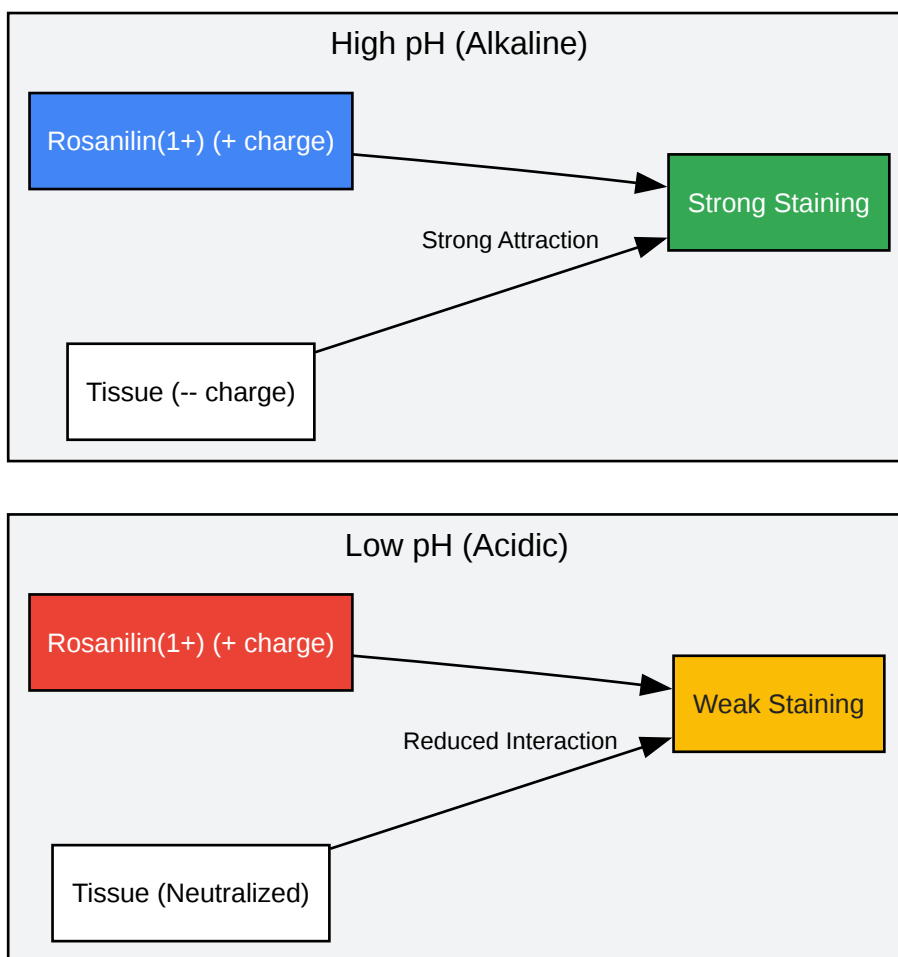 High pH (Alkaline)
Rosanilin(1+) (+ charge)
Strong Staining
Strong Attraction
Tissue (-- charge)
Low pH (Acidic)
Rosanilin(1+) (+ charge)
Weak Staining
Reduced Interaction
Tissue (Neutralized)